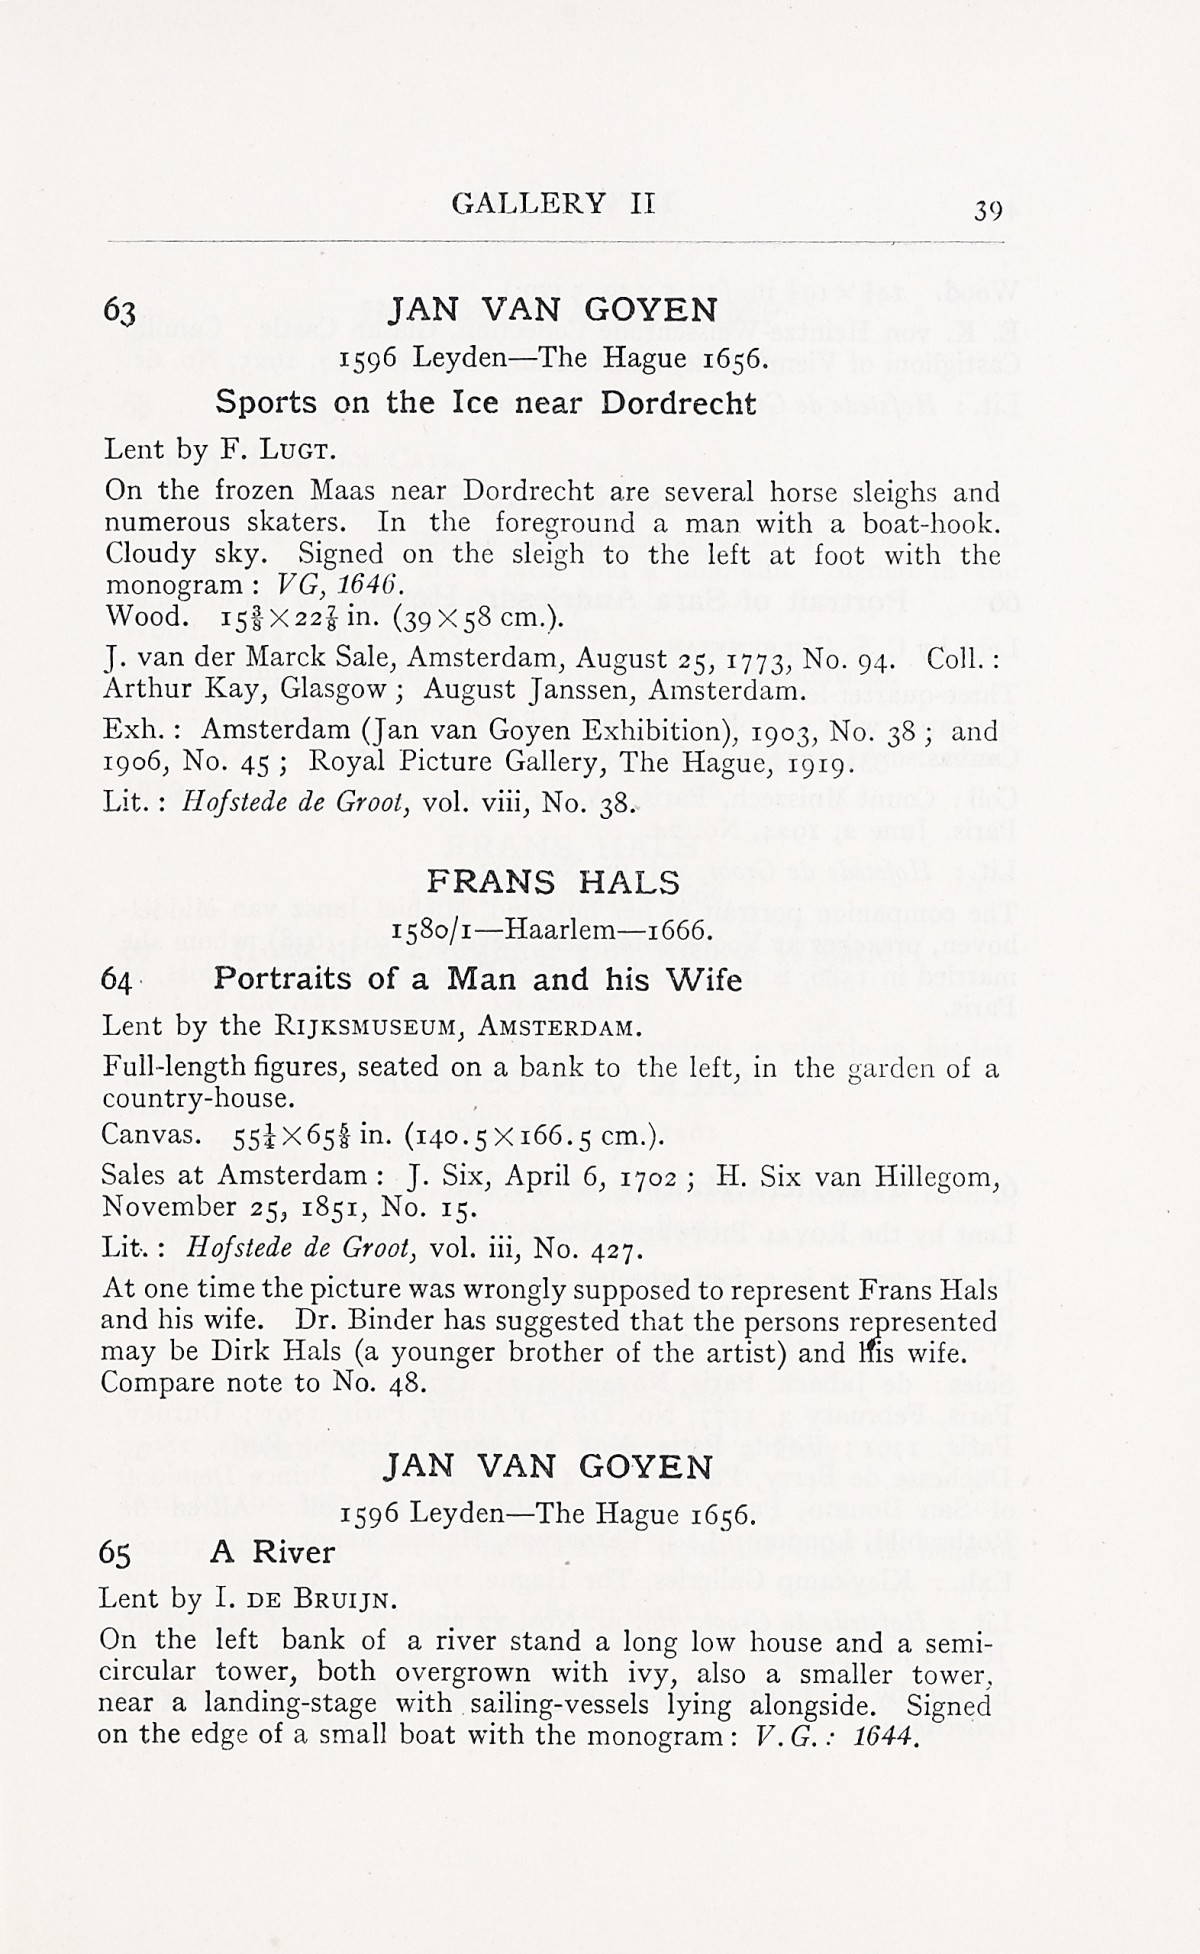 GALLERY II 39
63 JAN VAN GOYEN
1596 Leyden—The Hague 1656.
Sports on the Ice near Dordrecht
Lent by F. LUGT.
On the frozen Maas near Dordrecht are several horse sleighs and
numerous skaters. In the foreground a man with a boat-hook.
Cloudy sky. Signed on the sleigh to the left at foot with the
monogram : VG, 1646.
Wood. 15⅜×22⅞ in. (39×58 cm.).
J. van der Marck Sale, Amsterdam, August 25, 1773, No. 94. Coll. :
Arthur Kay, Glasgow ; August Janssen, Amsterdam.
Exh. : Amsterdam (Jan van Goyen Exhibition), 1903, No. 38 ; and
1906, No. 45 ; Royal Picture Gallery, The Hague, 1919.
Lit. : Hofstede de Groot, vol. viii, No. 38.
FRANS HALS
1580/1—Haarlem—1666.
64 Portraits of a Man and his Wife
Lent by the RIJKSMUSEUM, AMSTERDAM.
Full-length figures, seated on a bank to the left, in the garden of a
country-house.
Canvas. 55¼×65⅝ in. (140.5×166.5 cm.).
Sales at Amsterdam : J. Six, April 6, 1702 ; H. Six van Hillegom,
November 25, 1851, No. 15.
Lit. : Hofstede de Groot, vol. iii, No. 427.
At one time the picture was wrongly supposed to represent Frans Hals
and his wife. Dr. Binder has suggested that the persons represented
may be Dirk Hals (a younger brother of the artist) and his wife.
Compare note to No. 48.
JAN VAN GOYEN
1596 Leyden—The Hague 1656.
65 A River
Lent by I. DE BRUIJN.
On the left bank of a river stand a long low house and a semi-
circular tower, both overgrown with ivy, also a smaller tower,
near a landing-stage with sailing-vessels lying alongside. Signed
on the edge of a small boat with the monogram : V.G. : 1644.